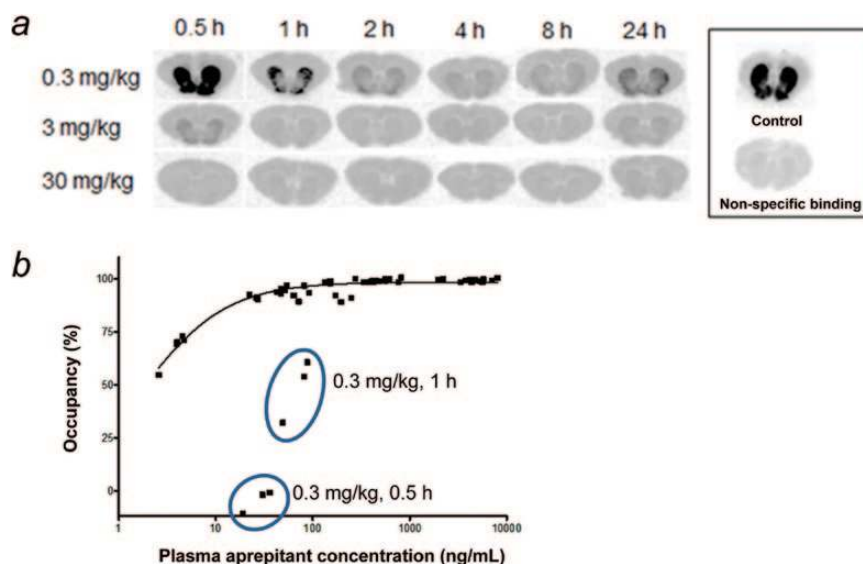 a
0.5 h 1 h 2 h 4 h 8 h 24 h
0.3 mg/kg
3 mg/kg
30 mg/kg
Control
Non-specific binding
b
100
75
50
25
0
Occupancy (%)
0.3 mg/kg, 1 h
0.3 mg/kg, 0.5 h
1 10 100 1000 10000
Plasma aprepitant concentration (ng/mL)